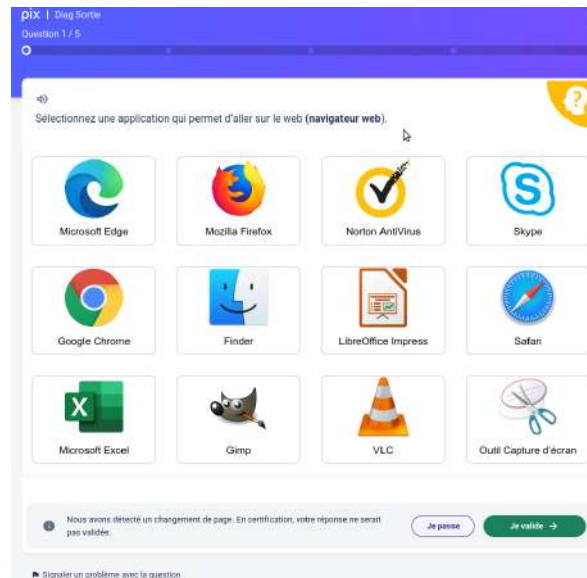 pix | Diag Sortie
Question 1 / 5
Sélectionnez une application qui permet d'aller sur le web (navigateur web).
Microsoft Edge
Mozilla Firefox
Norton AntiVirus
Skype
Google Chrome
Finder
LibreOffice Impress
Safari
Microsoft Excel
Gimp
VLC
Outil Capture d'écran
Nous avons détecté un changement de page. En certification, votre réponse ne serait
pas validée.
Je passe
Je valide →
Signaler un problème avec la question